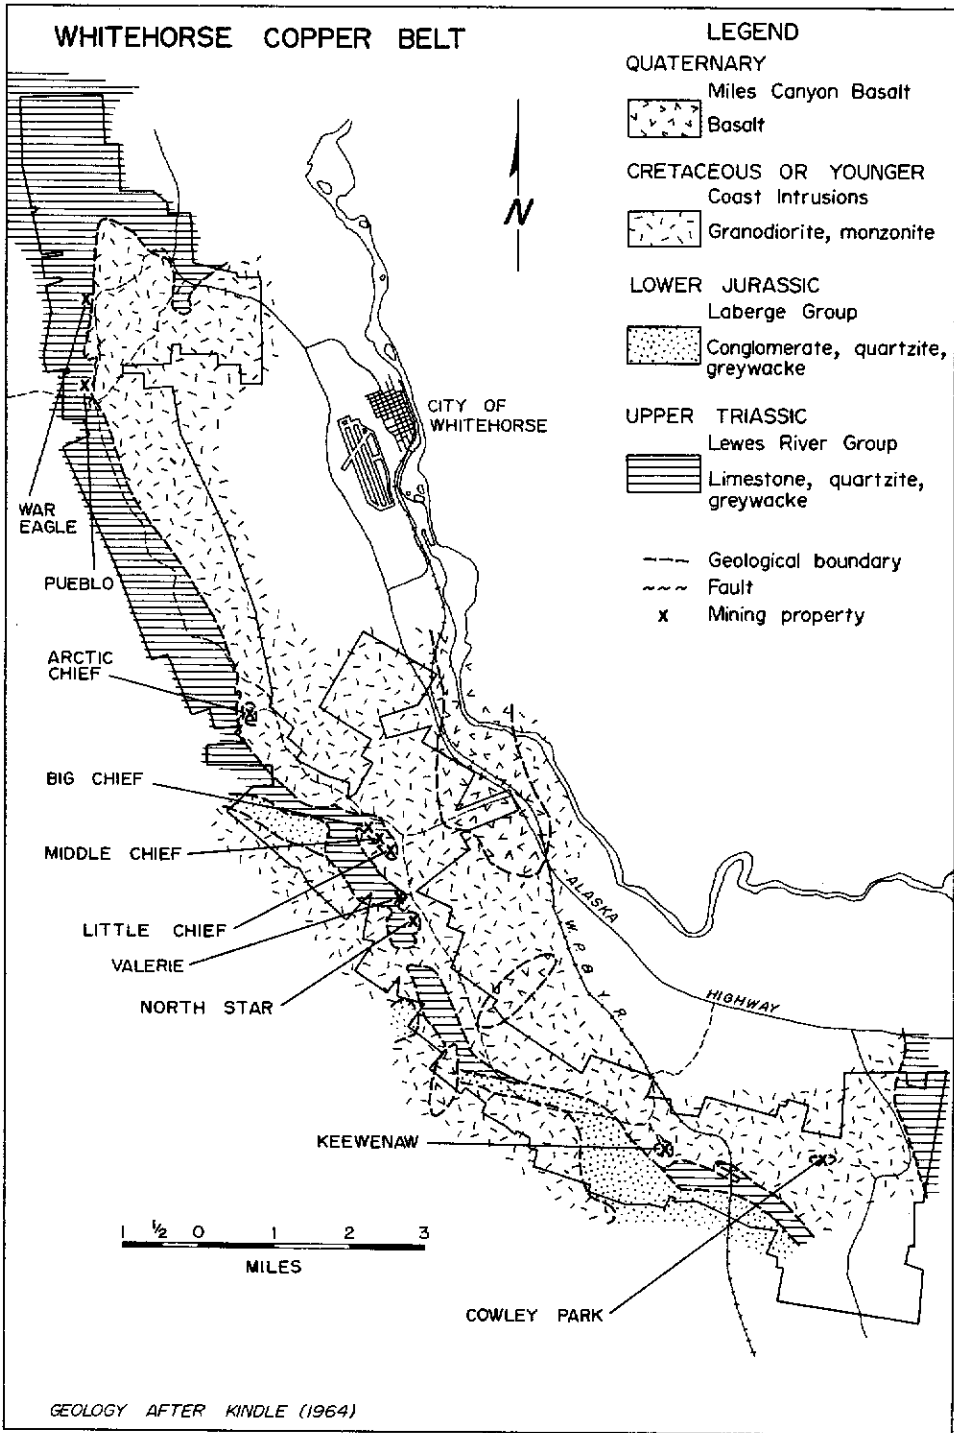 WHITEHORSE COPPER BELT
LEGEND
QUATERNARY
Miles Canyon Basalt
Basalt
CRETACEOUS OR YOUNGER
Coast Intrusions
Granodiorite, monzonite
LOWER JURASSIC
Laberge Group
Conglomerate, quartzite,
greywacke
UPPER TRIASSIC
Lewes River Group
Limestone, quartzite,
greywacke
Geological boundary
Fault
x Mining property
N
CITY OF
WHITEHORSE
WAR
EAGLE
PUEBLO
ARCTIC
CHIEF
BIG CHIEF
MIDDLE CHIEF
LITTLE CHIEF
VALERIE
NORTH STAR
ALASKA
HIGHWAY
W. P. & Y. R.
KEEWENAW
COWLEY PARK
1 1/2 0 1 2 3
MILES
GEOLOGY AFTER KINDLE (1964)